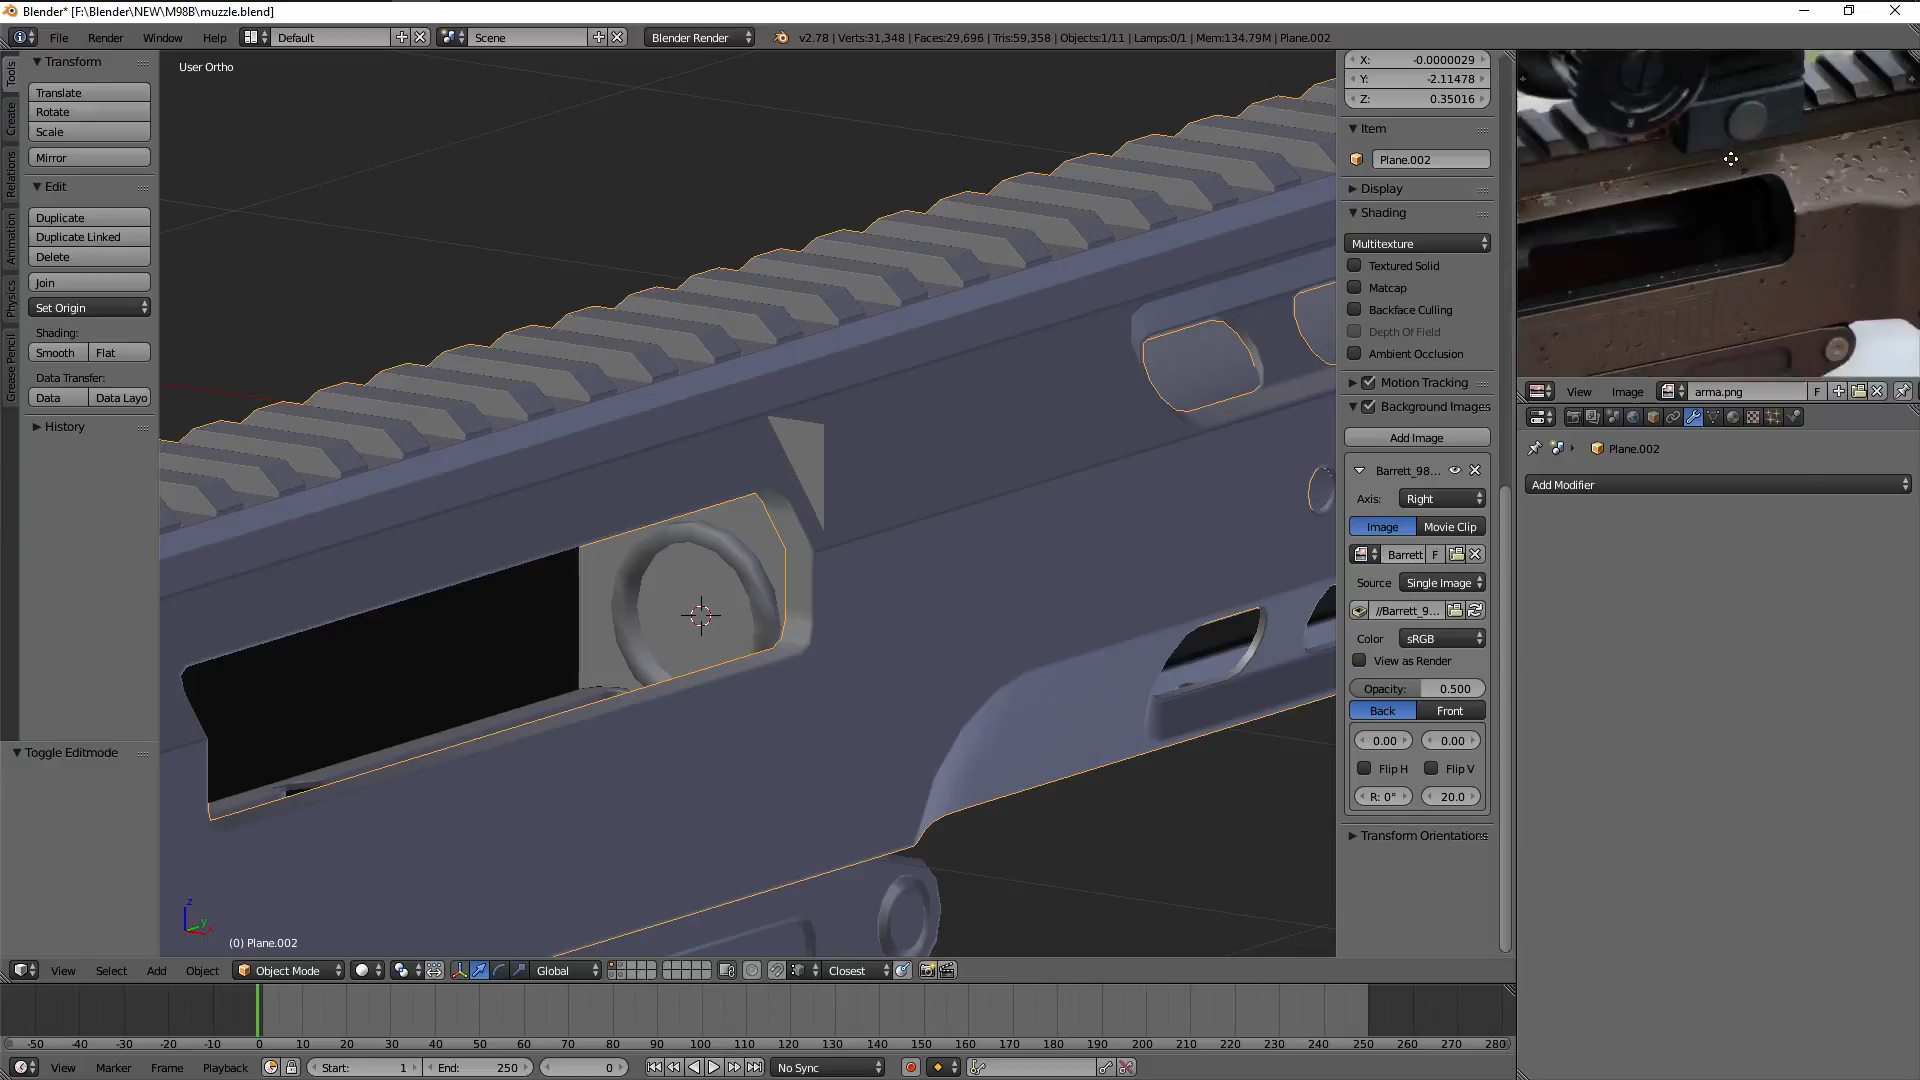 Blender* [F:\Blender\NEW\M98B\muzzle.blend]
File Render Window Help Default Scene Blender Render v2.78 | Verts:31,348 | Faces:29,696 | Tris:59,358 | Objects:1/11 | Lamps:0/1 | Mem:134.79M | Plane.002
Tools
Create
Relations
Animation
Physics
Grease Pencil
Transform
Translate
Rotate
Scale
Mirror
Edit
Duplicate
Duplicate Linked
Delete
Join
Set Origin
Shading:
Smooth Flat
Data Transfer:
Data Data Layo
History
Toggle Editmode
User Ortho
z
y
x
(0) Plane.002
X: -0.0000029
Y: -2.11478
Z: 0.35016
Item
Plane.002
Display
Shading
Multitexture
Textured Solid
Matcap
Backface Culling
Depth Of Field
Ambient Occlusion
Motion Tracking
Background Images
Add Image
Barrett_98...
Axis: Right
Image Movie Clip
Barrett F
Source Single Image
//Barrett_9...
Color sRGB
View as Render
Opacity: 0.500
Back Front
0.00 0.00
Flip H Flip V
R: 0° 20.0
Transform Orientations
View Image arma.png F
Plane.002
Add Modifier
View Select Add Object Object Mode Global Closest
-50 -40 -30 -20 -10 0 10 20 30 40 50 60 70 80 90 100 110 120 130 140 150 160 170 180 190 200 210 220 230 240 250 260 270 280
View Marker Frame Playback Start: 1 End: 250 0 No Sync